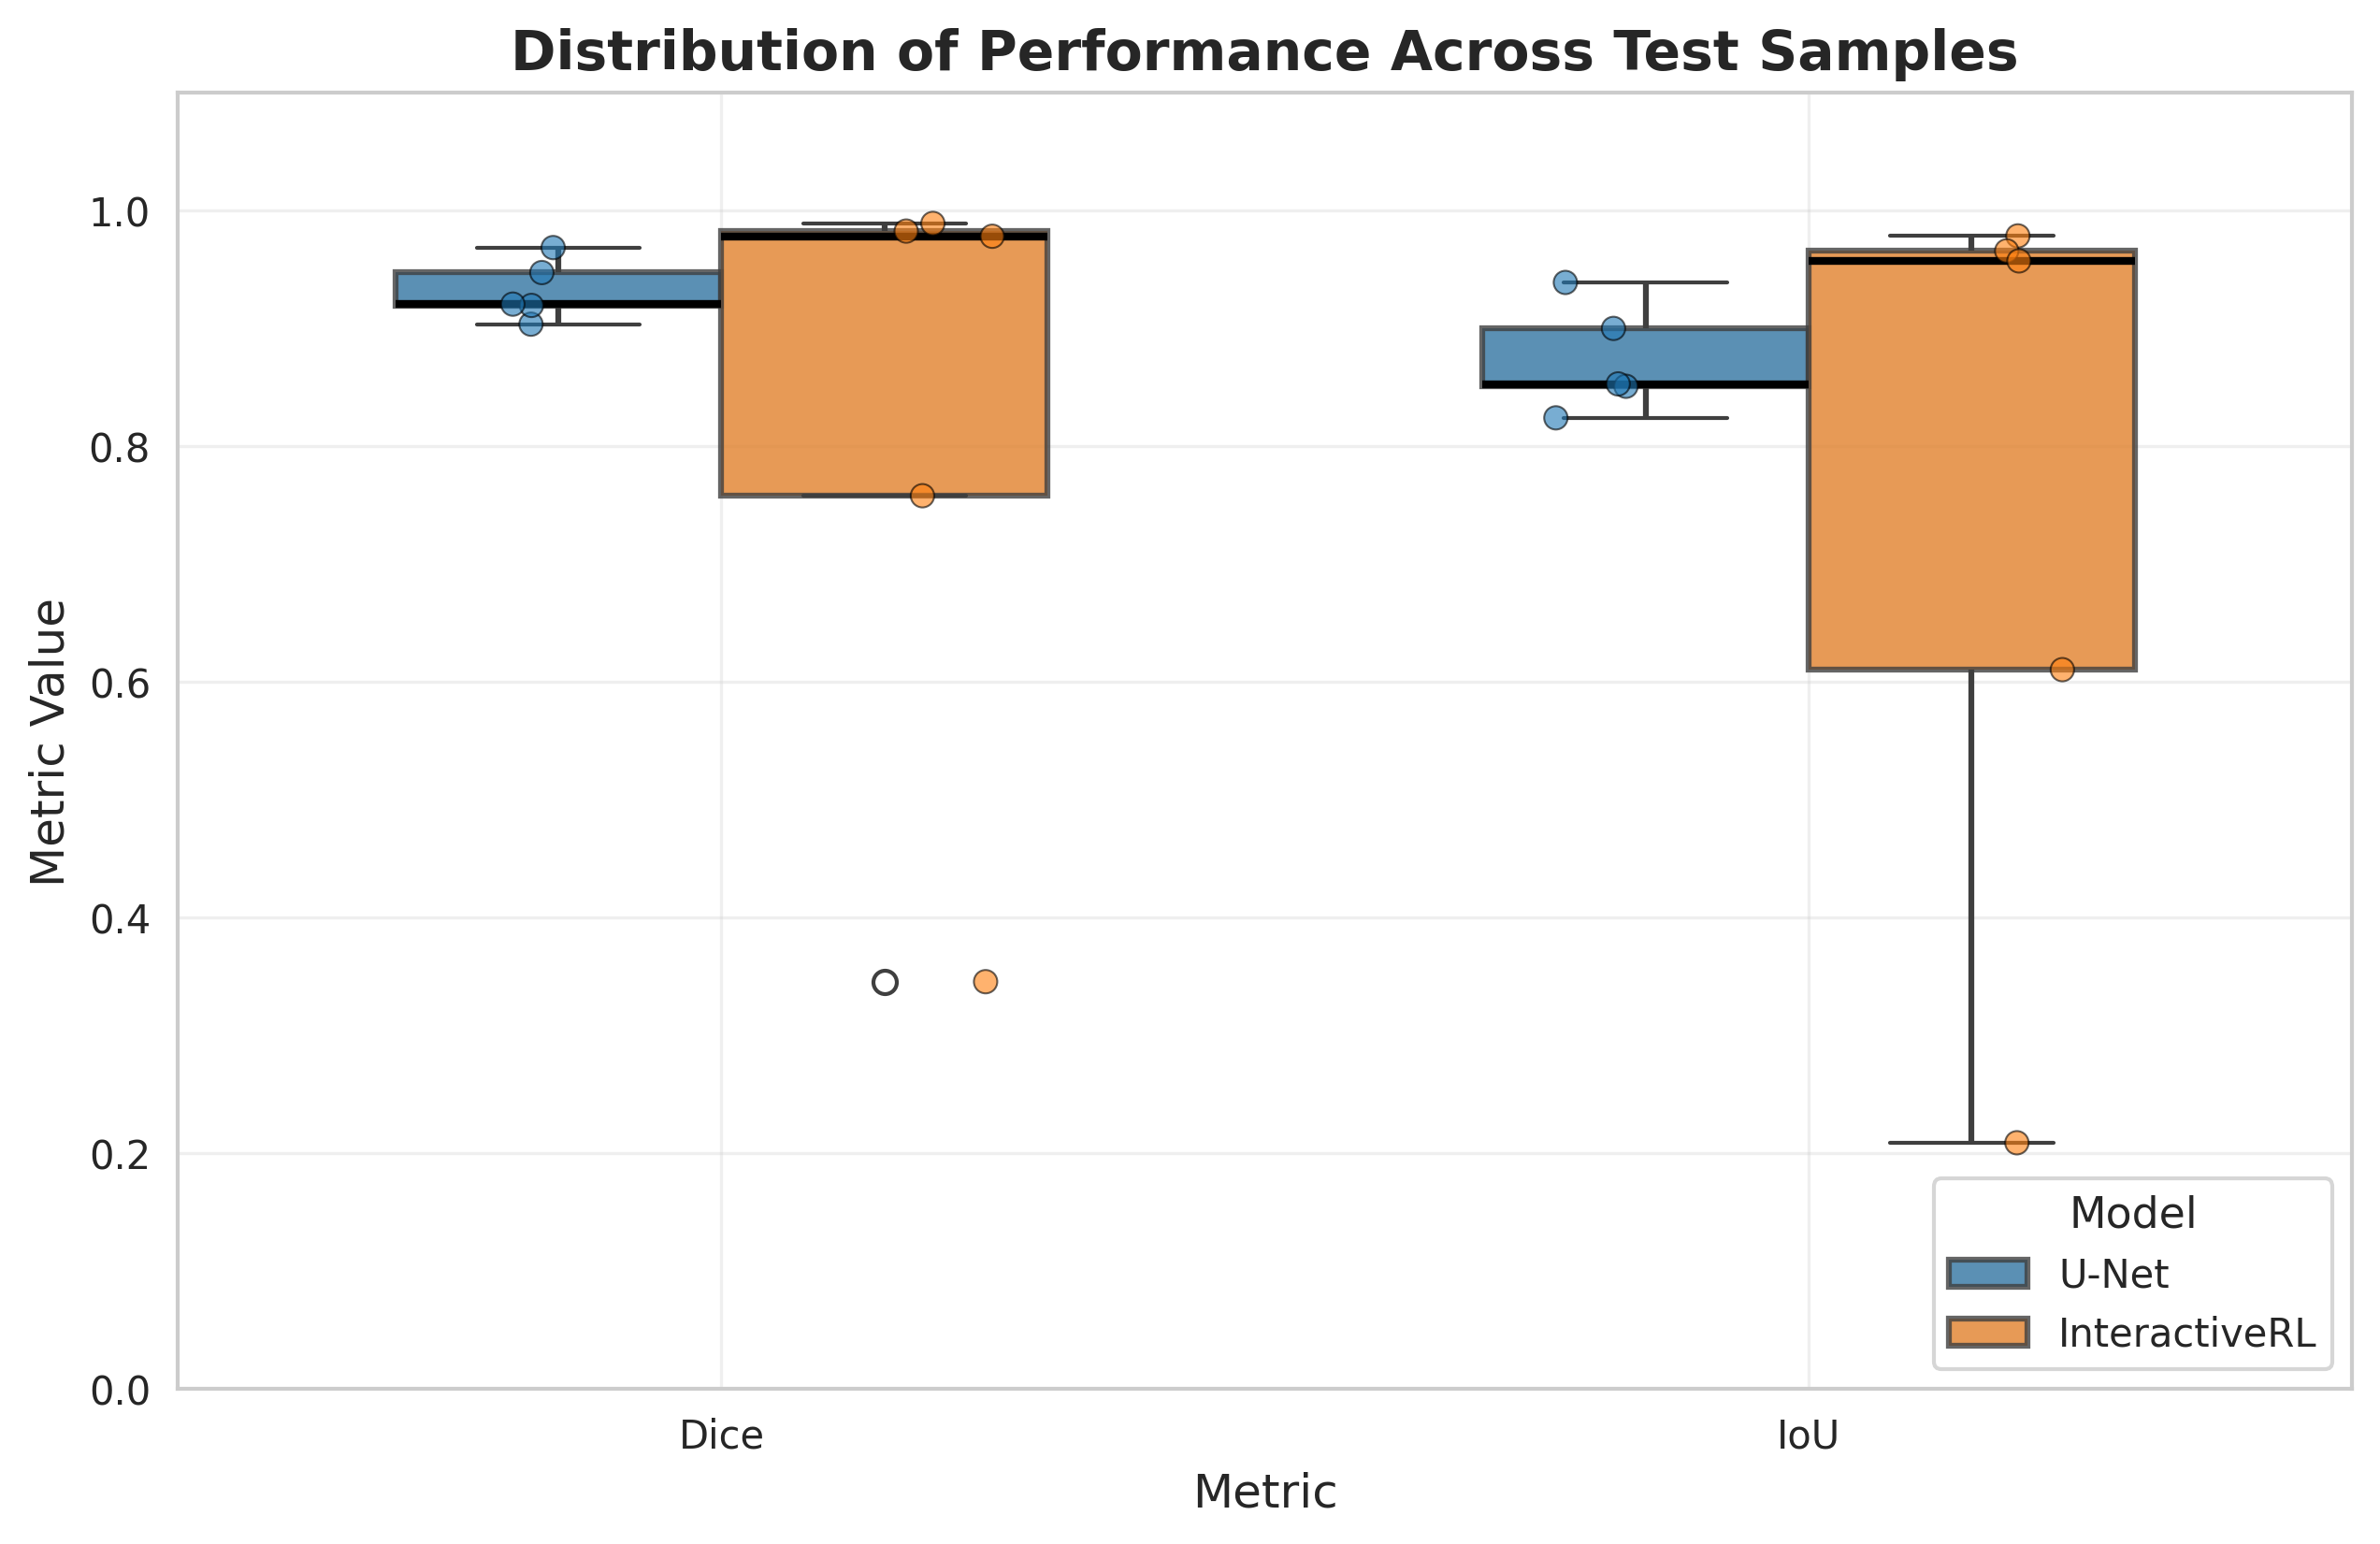 Distribution of Performance Across Test Samples
Metric Value
1.0
0.8
0.6
0.4
0.2
0.0
Dice
IoU
Metric
Model
U-Net
InteractiveRL